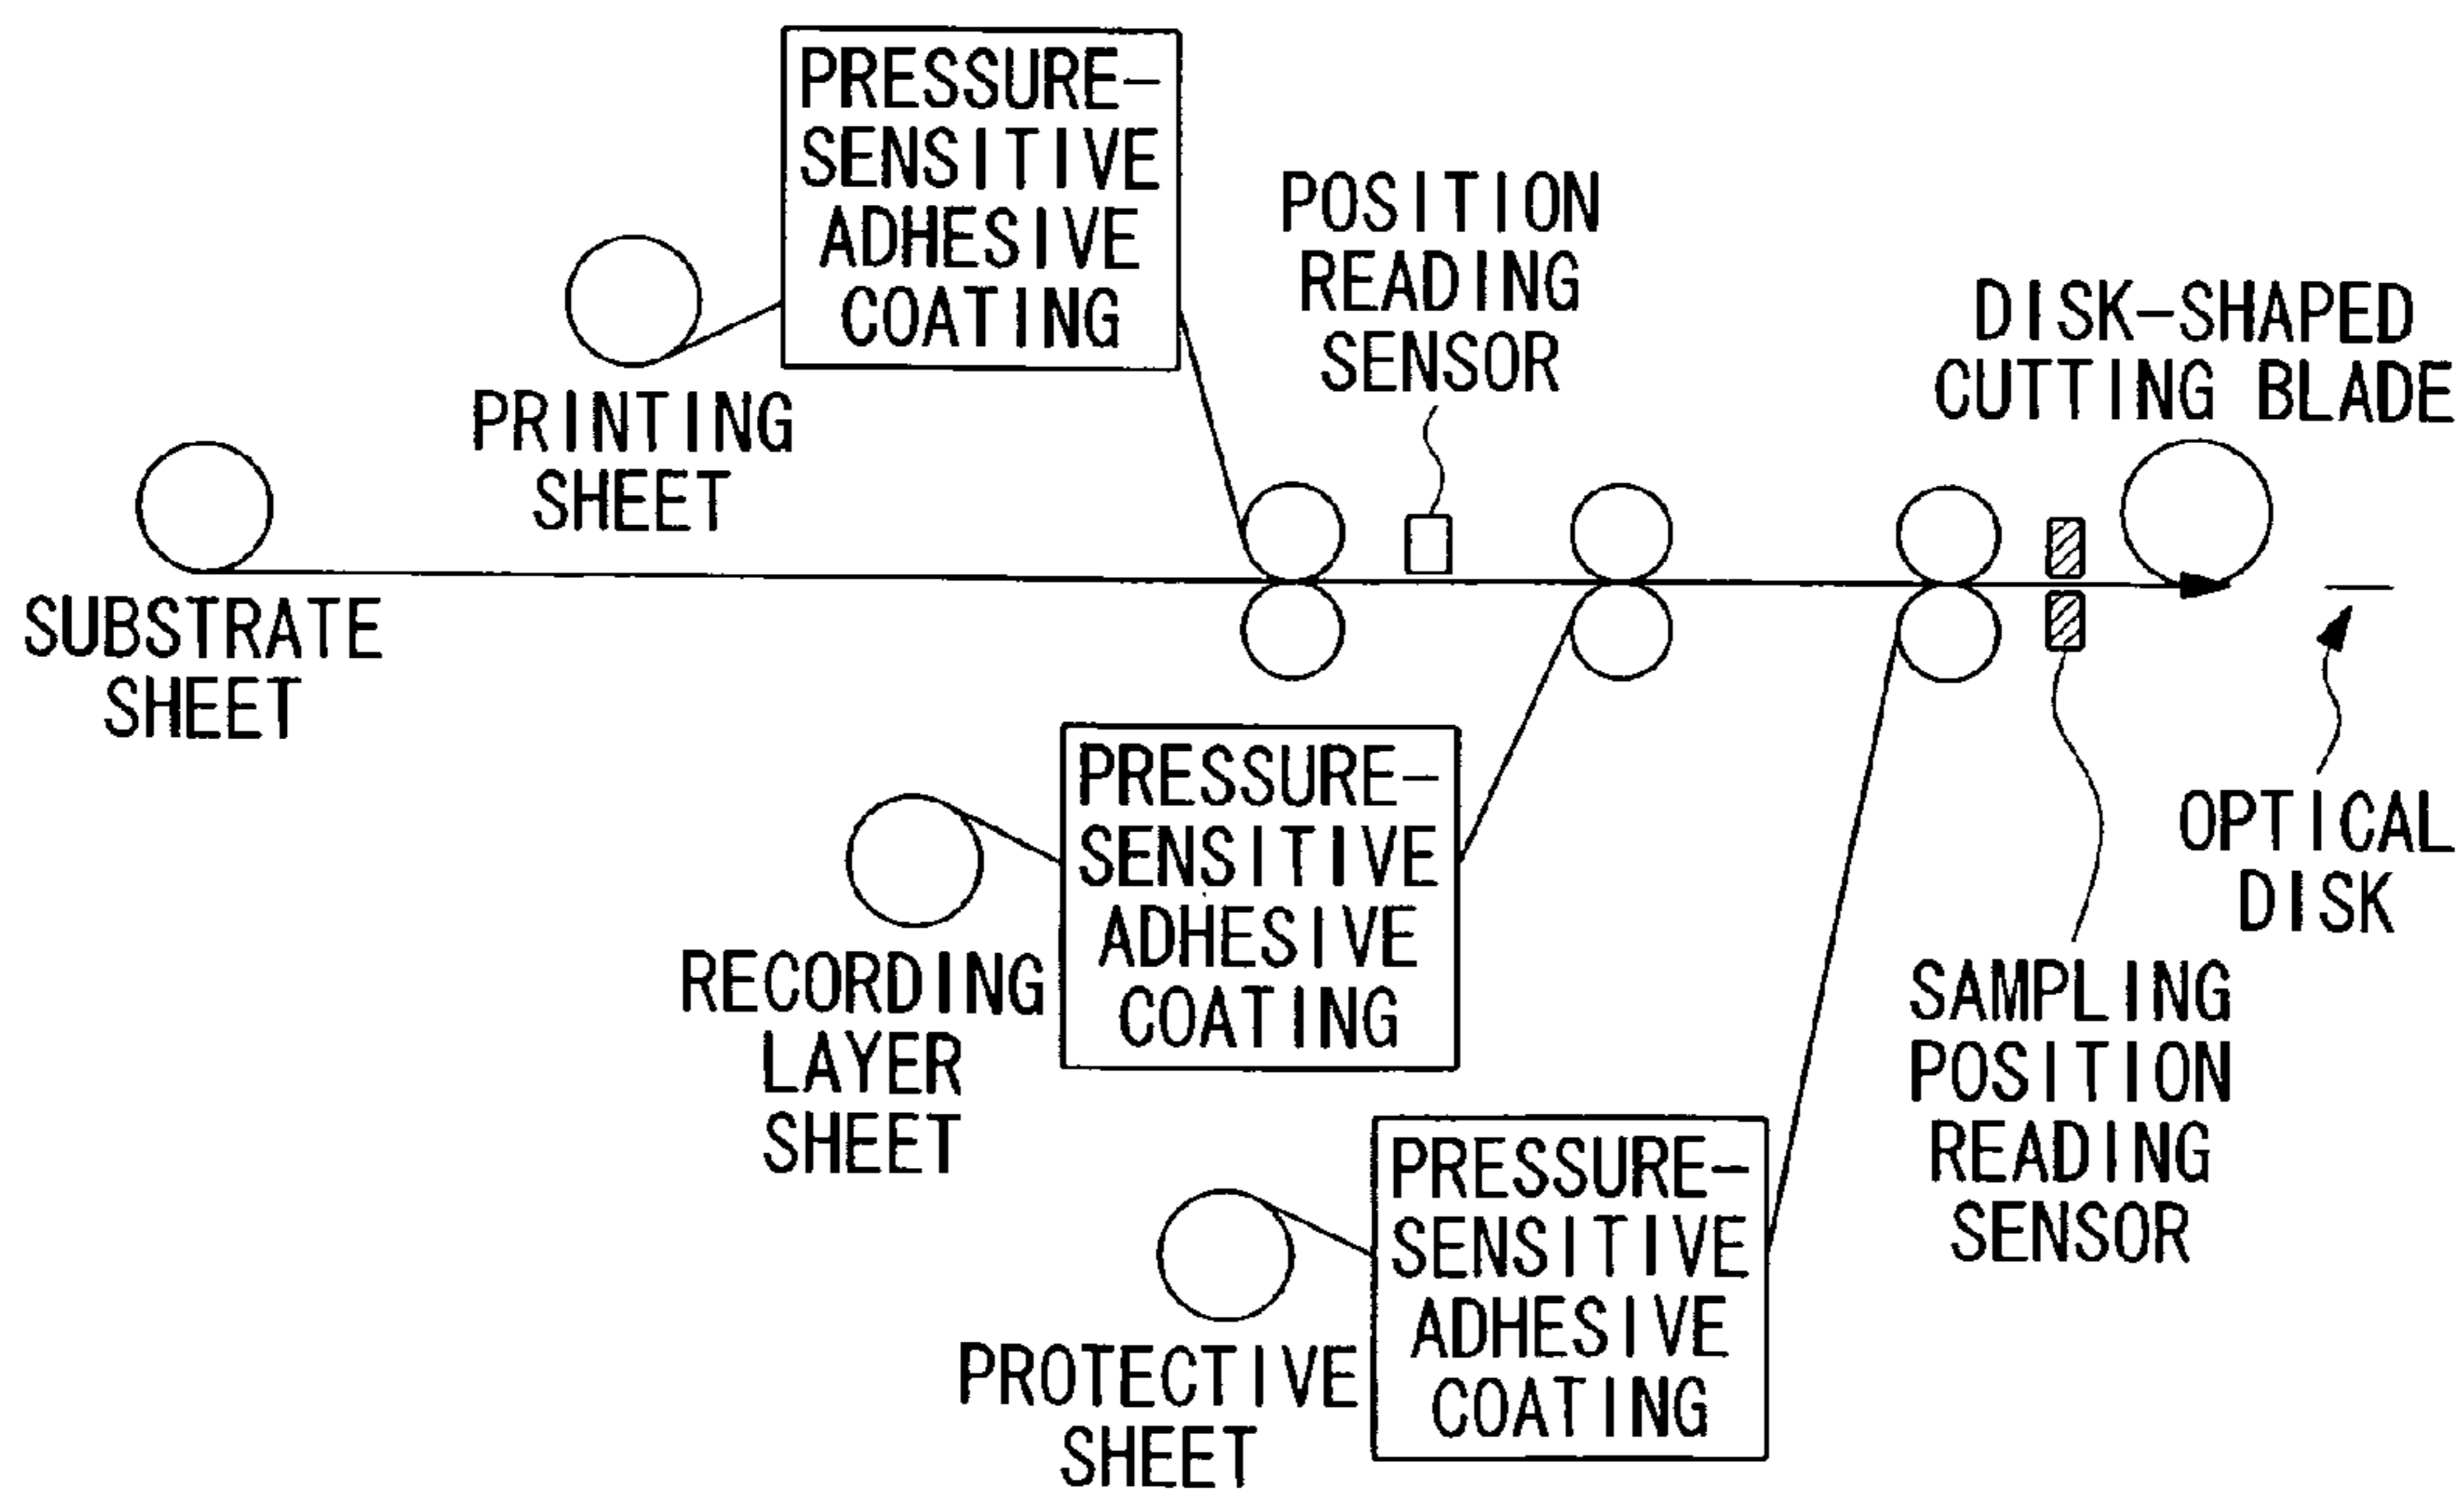 PRESSURE-
SENSITIVE
ADHESIVE
COATING
POSITION
READING
SENSOR
DISK-SHAPED
CUTTING BLADE
PRINTING
SHEET
SUBSTRATE
SHEET
PRESSURE-
SENSITIVE
ADHESIVE
COATING
OPTICAL
DISK
RECORDING
LAYER
SHEET
SAMPLING
POSITION
READING
SENSOR
PRESSURE-
SENSITIVE
ADHESIVE
COATING
PROTECTIVE
SHEET